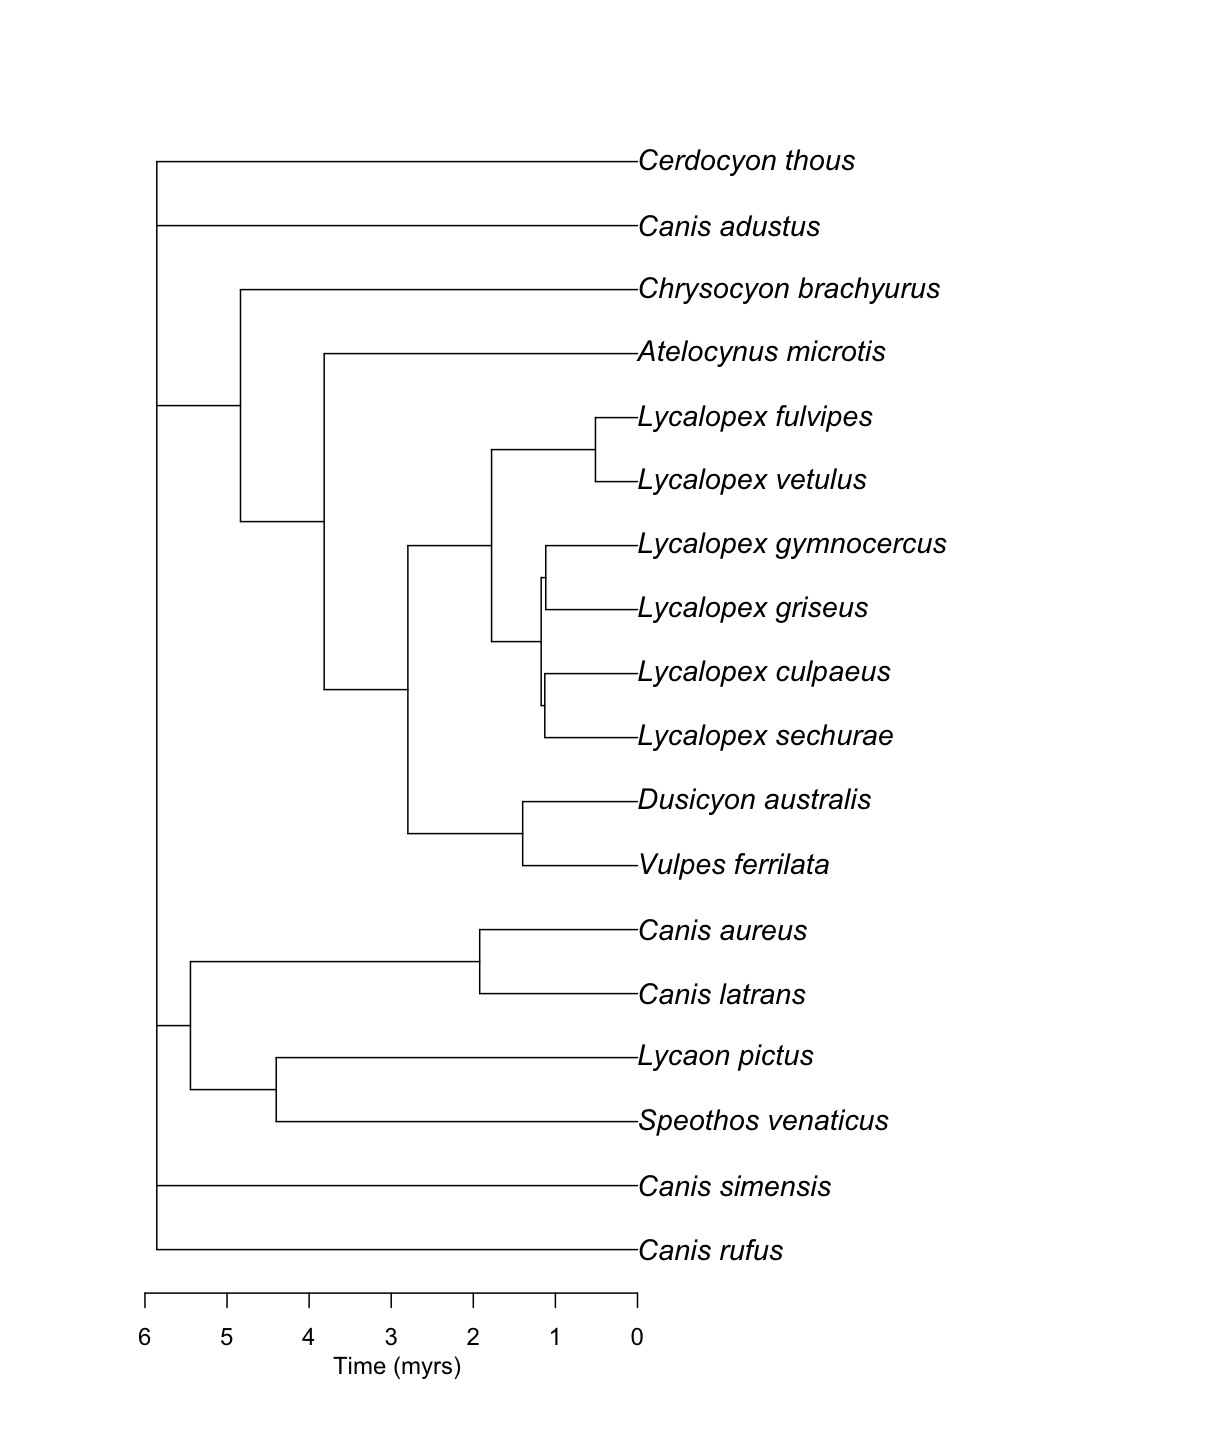 Cerdocyon thous
Canis adustus
Chrysocyon brachyurus
Atelocynus microtis
Lycalopex fulvipes
Lycalopex vetulus
Lycalopex gymnocercus
Lycalopex griseus
Lycalopex culpaeus
Lycalopex sechurae
Dusicyon australis
Vulpes ferrilata
Canis aureus
Canis latrans
Lycaon pictus
Speothos venaticus
Canis simensis
Canis rufus
6 5 4 3 2 1 0
Time (myrs)